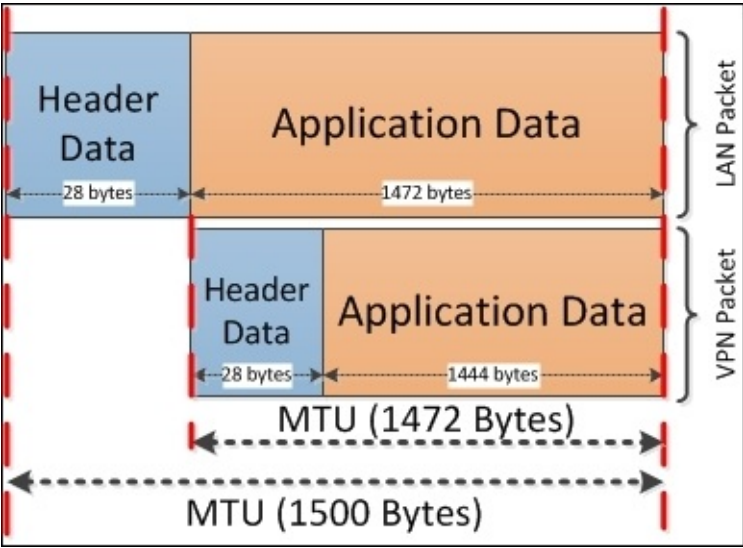 Header
Data
Application Data
28 bytes
1472 bytes
LAN Packet
Header
Data
Application Data
28 bytes
1444 bytes
VPN Packet
MTU (1472 Bytes)
MTU (1500 Bytes)